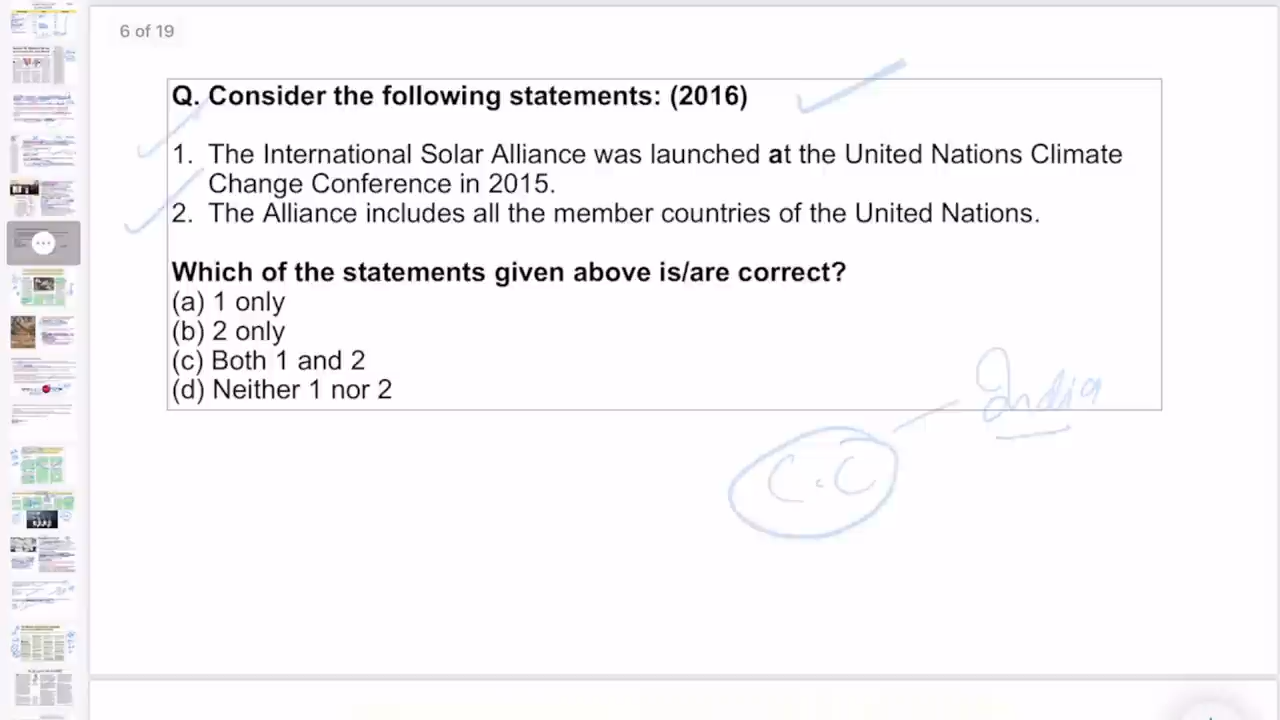 6 of 19
Q. Consider the following statements: (2016)
1. The International Solar Alliance was launched at the United Nations Climate
Change Conference in 2015.
2. The Alliance includes all the member countries of the United Nations.
Which of the statements given above is/are correct?
(a) 1 only
(b) 2 only
(c) Both 1 and 2
(d) Neither 1 nor 2
India
C.C